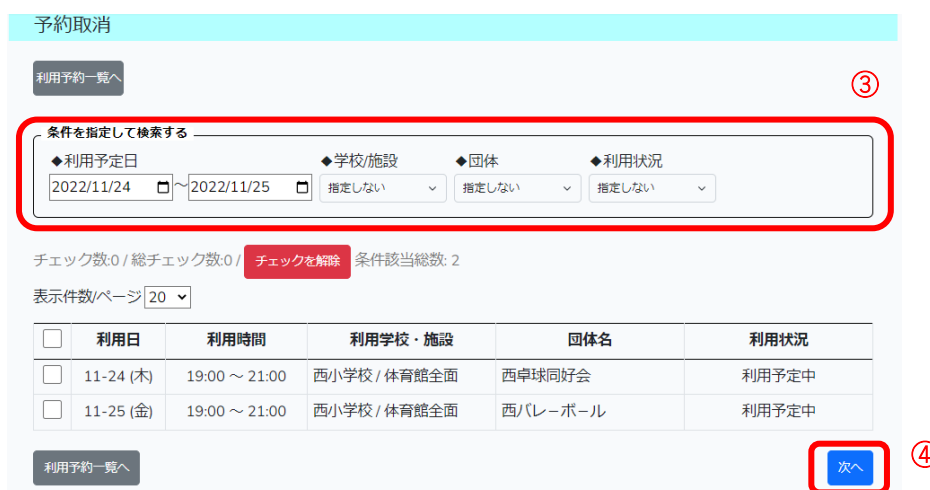 予約取消
利用予約一覧へ
③
条件を指定して検索する
◆利用予定日 ◆学校/施設 ◆団体 ◆利用状況
2022/11/24 ～ 2022/11/25 指定しない 指定しない 指定しない
チェック数:0 / 総チェック数:0 / チェックを解除 条件該当総数: 2
表示件数/ページ 20
利用日 利用時間 利用学校・施設 団体名 利用状況
11-24 (木) 19:00 ～ 21:00 西小学校 / 体育館全面 西卓球同好会 利用予定中
11-25 (金) 19:00 ～ 21:00 西小学校 / 体育館全面 西バレーボール 利用予定中
利用予約一覧へ 次へ ④